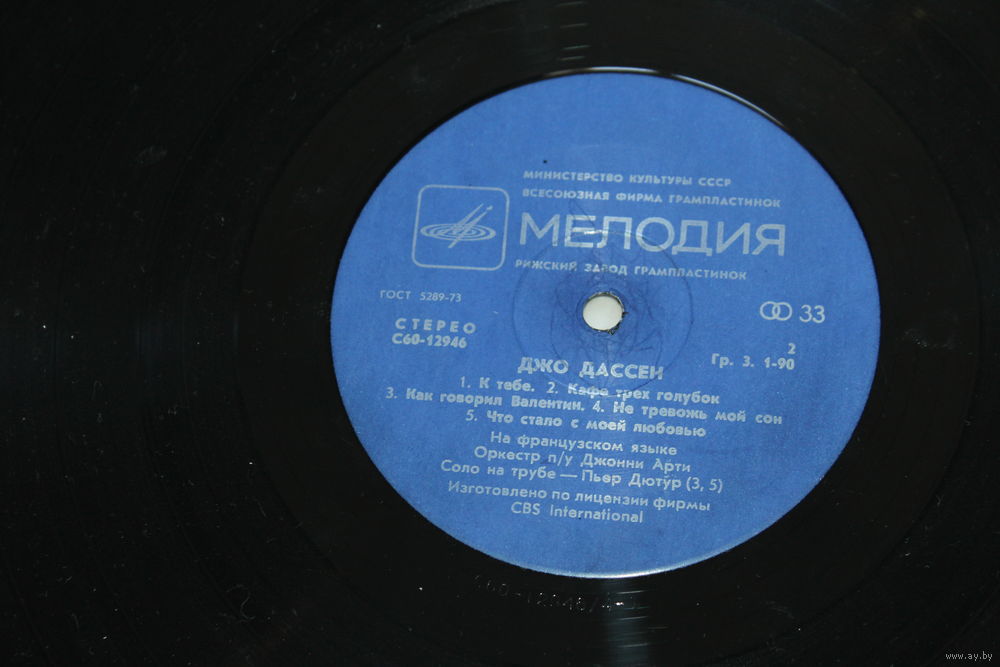 МИНИСТЕРСТВО КУЛЬТУРЫ СССР
ВСЕСОЮЗНАЯ ФИРМА ГРАМПЛАСТИНОК
МЕЛОДИЯ
РИЖСКИЙ ЗАВОД ГРАМПЛАСТИНОК
ГОСТ 5289-73
33
СТЕРЕО
С60-12946
2
Гр. 3. 1-90
ДЖО ДАССЕН
1. К тебе. 2. Кафе трех голубок
3. Как говорил Валентин. 4. Не тревожь мой сон
5. Что стало с моей любовью
На французском языке
Оркестр п/у Джонни Арти
Соло на трубе — Пьер Дютур (3, 5)
Изготовлено по лицензии фирмы
CBS International
www.ay.by